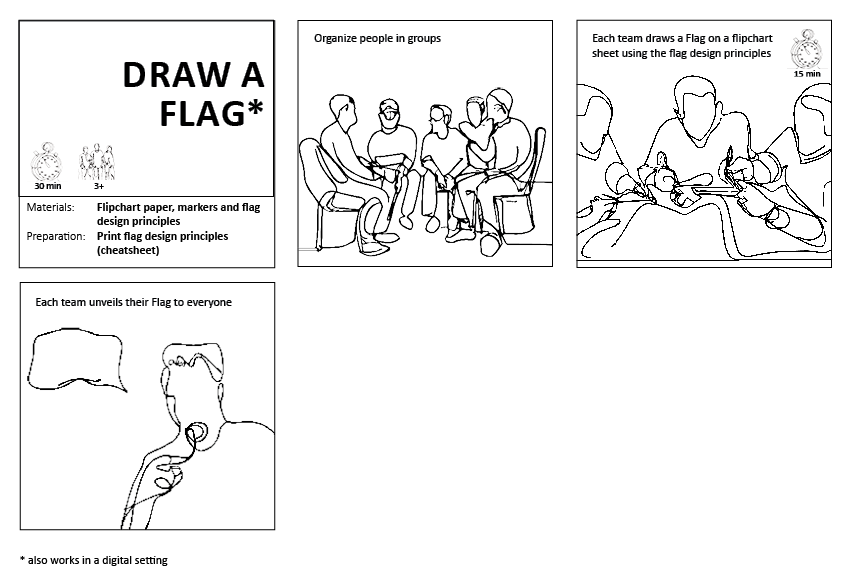 DRAW A
FLAG*
30 min
3+
Materials: Flipchart paper, markers and flag
design principles
Preparation: Print flag design principles
(cheatsheet)
Organize people in groups
Each team draws a Flag on a flipchart
sheet using the flag design principles
15 min
Each team unveils their Flag to everyone
* also works in a digital setting